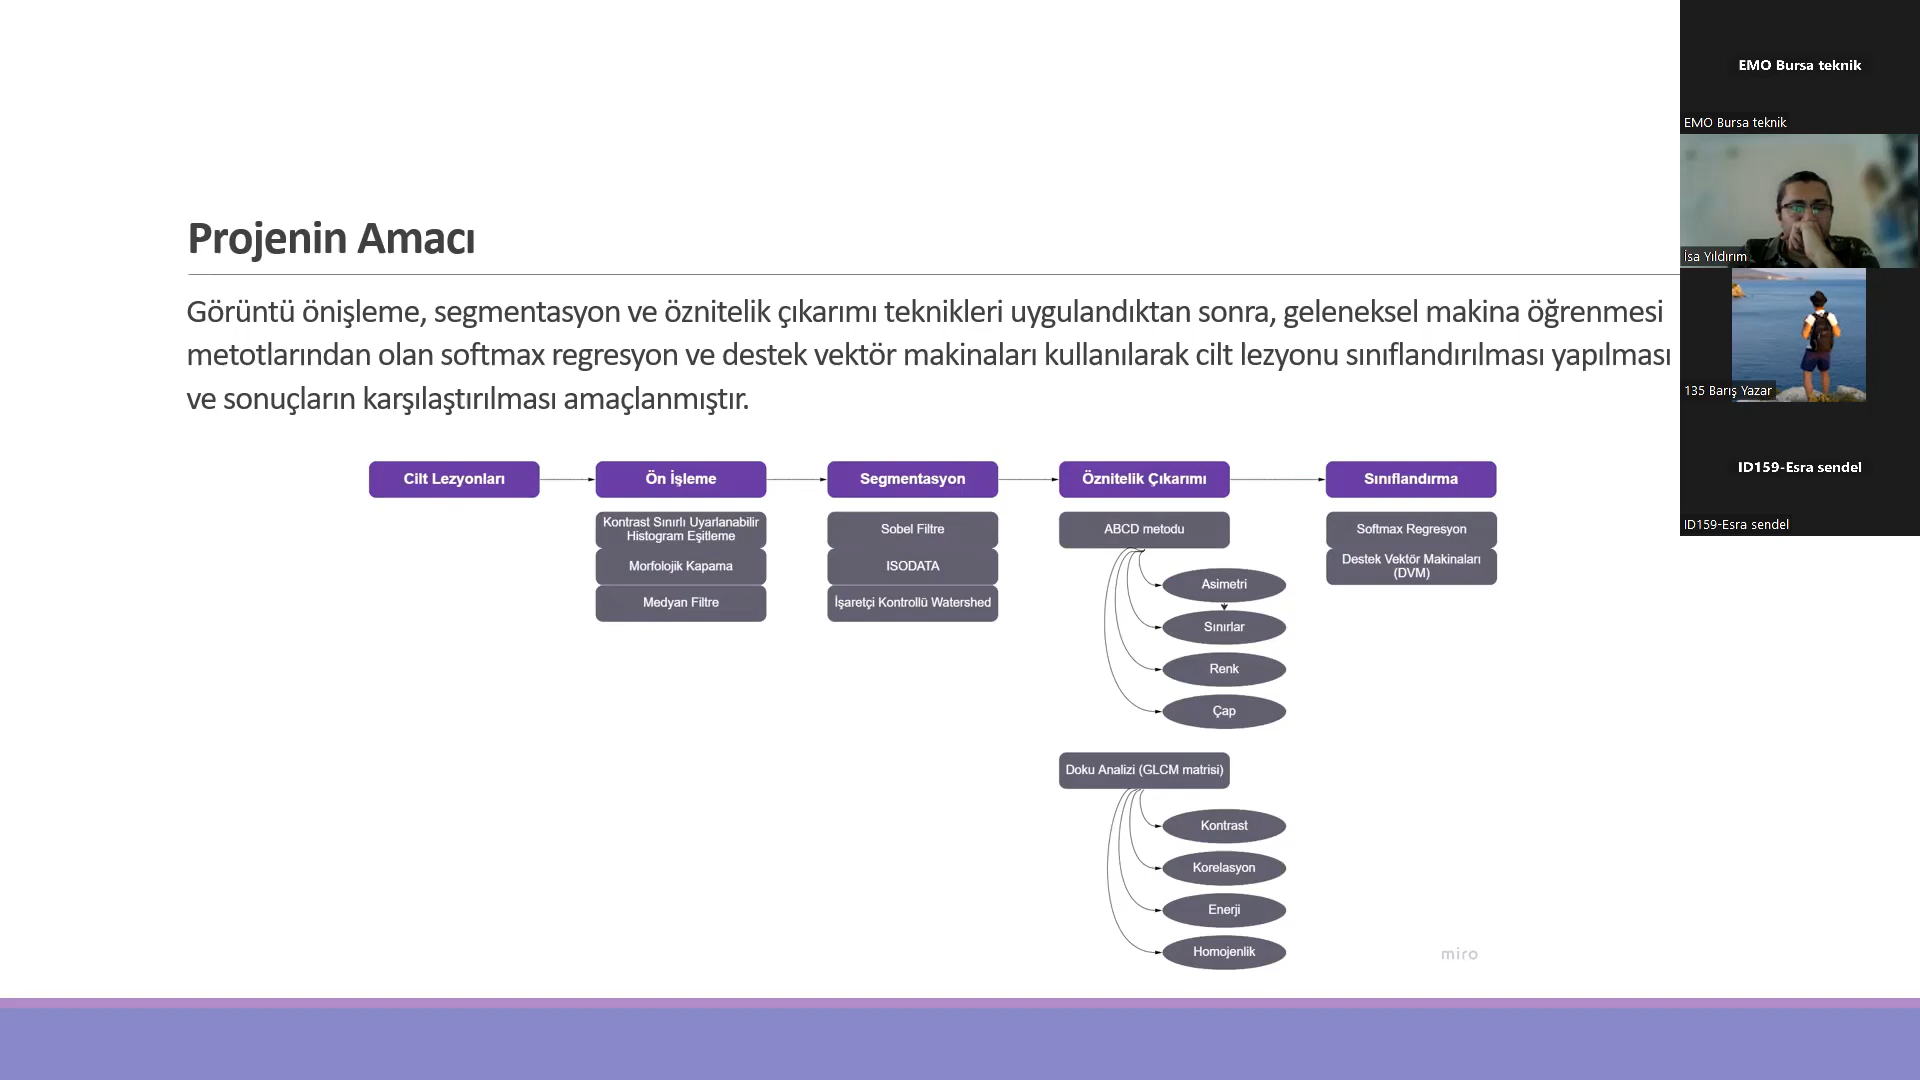 Projenin Amacı
Görüntü önişleme, segmentasyon ve öznitelik çıkarımı teknikleri uygulandıktan sonra, geleneksel makina öğrenmesi
metotlarından olan softmax regresyon ve destek vektör makinaları kullanılarak cilt lezyonu sınıflandırılması yapılması
ve sonuçların karşılaştırılması amaçlanmıştır.
Cilt Lezyonları
Ön İşleme
Kontrast Sınırlı Uyarlanabilir
Histogram Eşitleme
Morfolojik Kapama
Medyan Filtre
Segmentasyon
Sobel Filtre
ISODATA
İşaretçi Kontrollü Watershed
Öznitelik Çıkarımı
ABCD metodu
Asimetri
Sınırlar
Renk
Çap
Doku Analizi (GLCM matrisi)
Kontrast
Korelasyon
Enerji
Homojenlik
Sınıflandırma
Softmax Regresyon
Destek Vektör Makinaları
(DVM)
miro
EMO Bursa teknik
EMO Bursa teknik
İsa Yıldırım
135 Barış Yazar
ID159-Esra sendel
ID159-Esra sendel